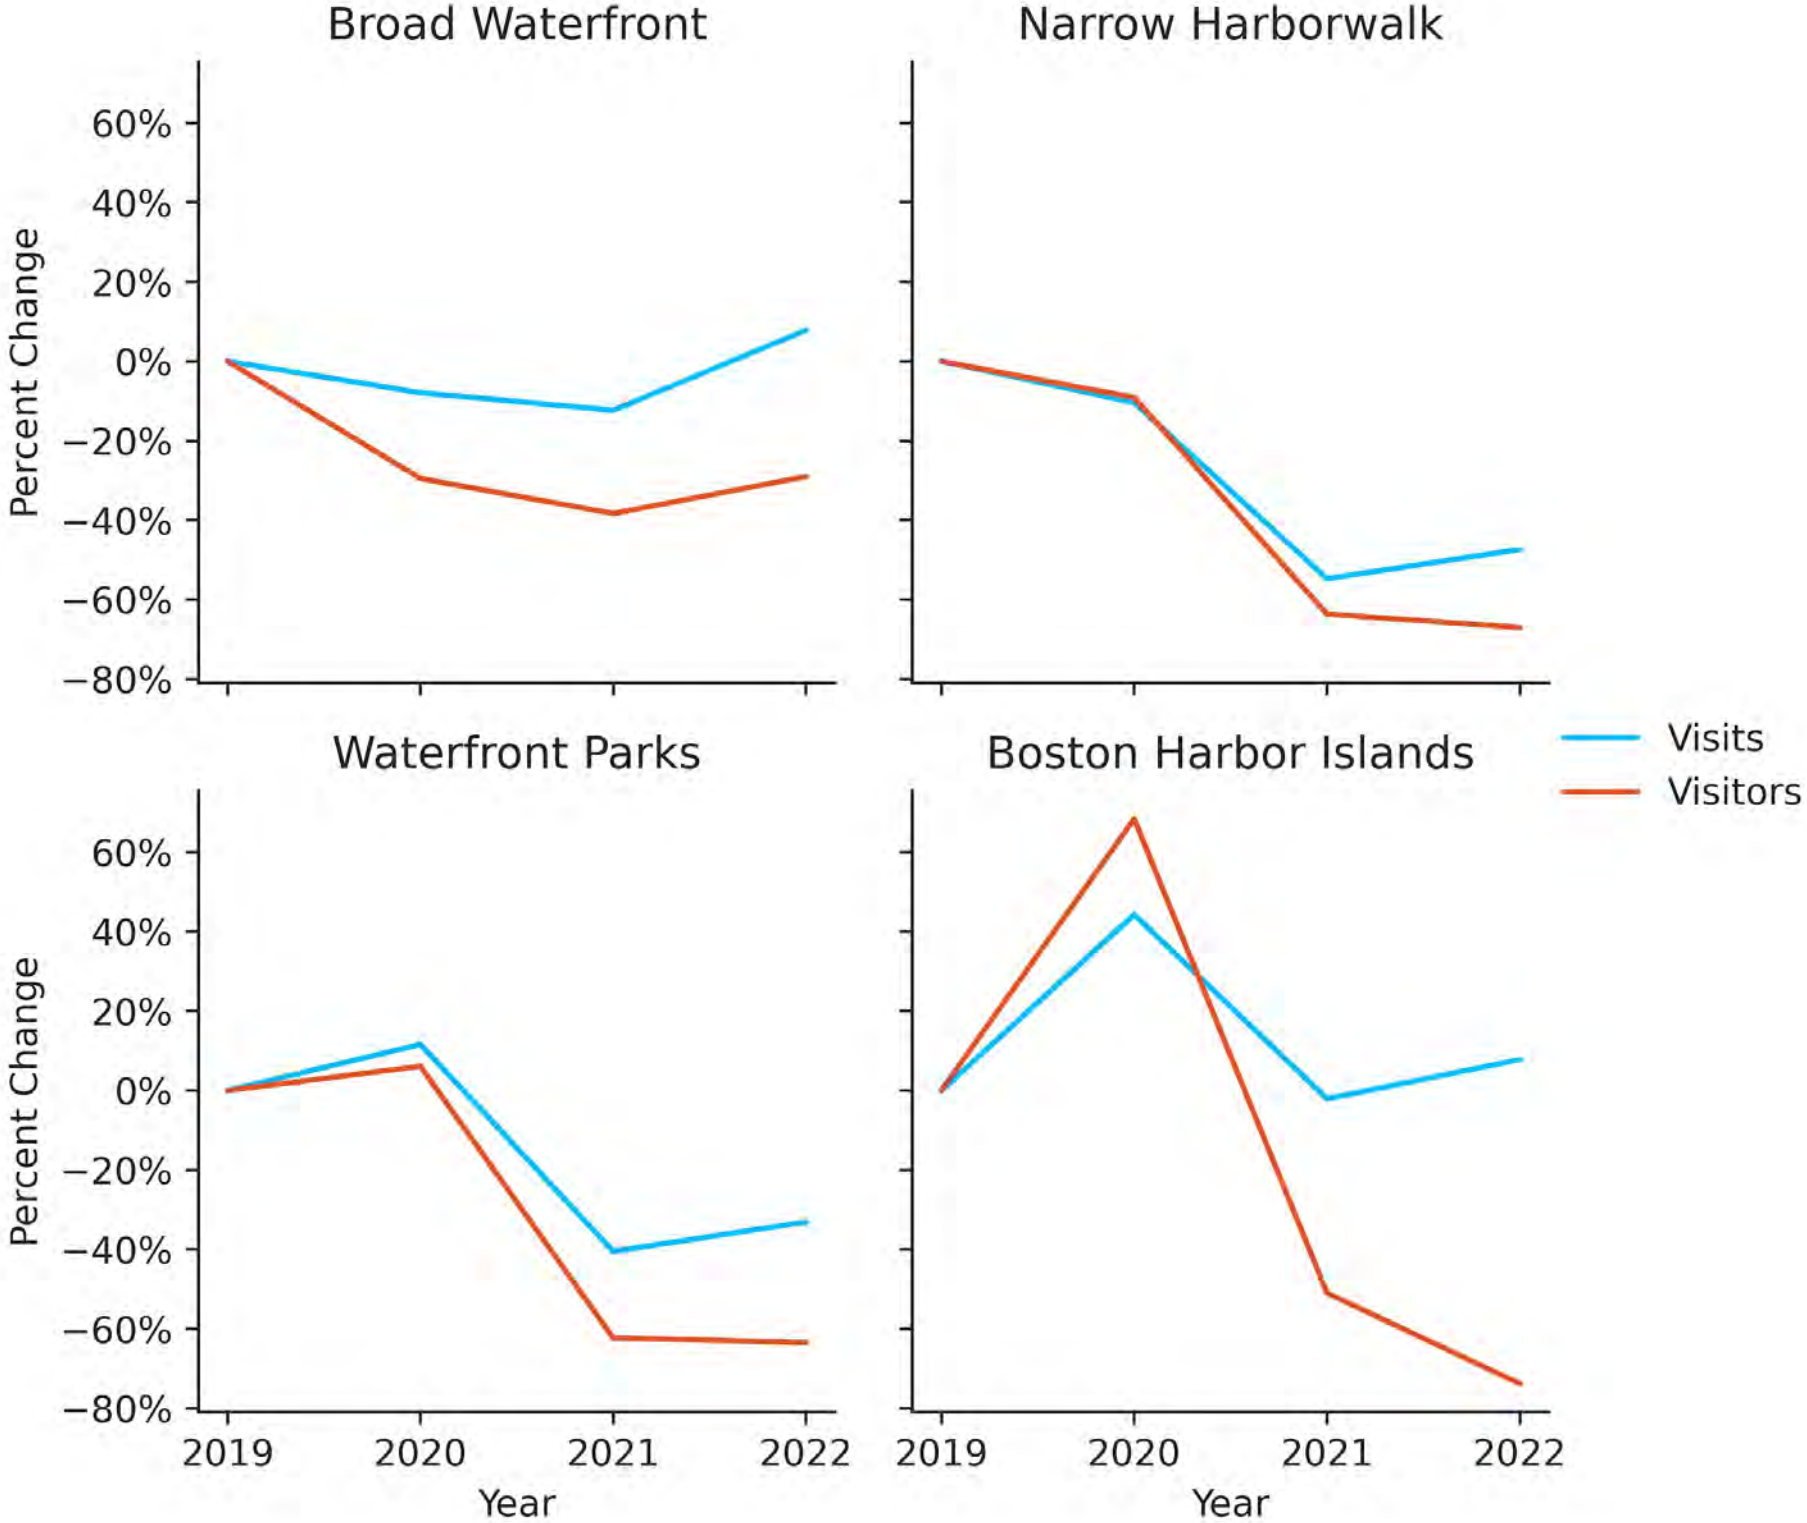 Broad Waterfront
Narrow Harborwalk
Percent Change
60%
40%
20%
0%
−20%
−40%
−60%
−80%
Visits
Visitors
Waterfront Parks
Boston Harbor Islands
Percent Change
60%
40%
20%
0%
−20%
−40%
−60%
−80%
2019 2020 2021 2022
2019 2020 2021 2022
Year
Year